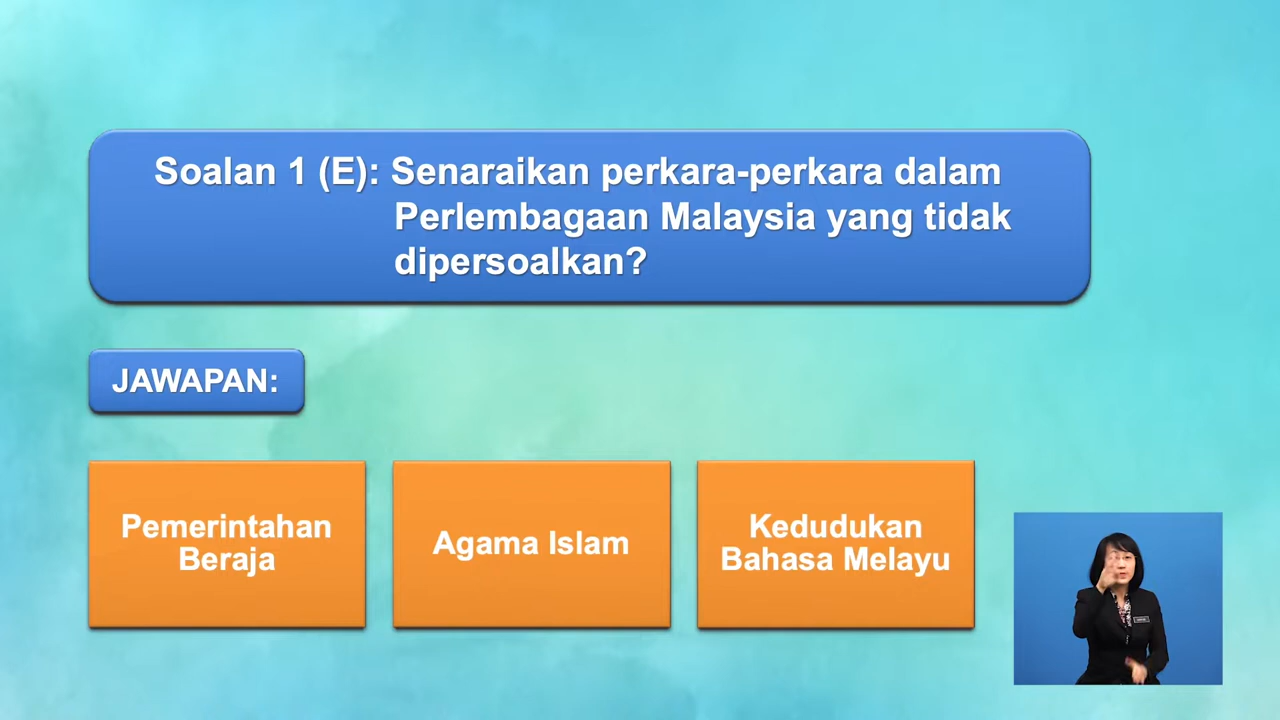 Soalan 1 (E): Senaraikan perkara-perkara dalam
Perlembagaan Malaysia yang tidak
dipersoalkan?
JAWAPAN:
Pemerintahan
Beraja
Agama Islam
Kedudukan
Bahasa Melayu